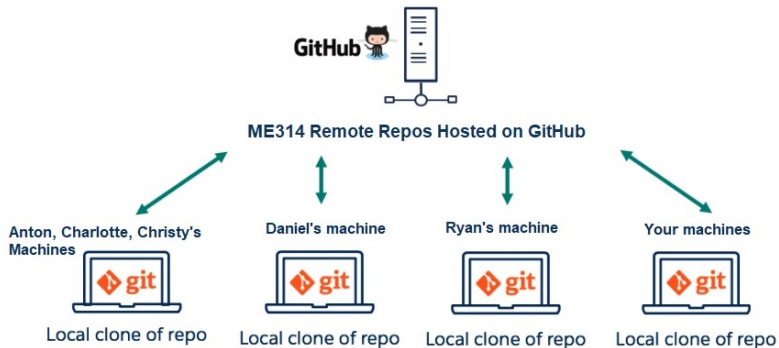 GitHub
ME314 Remote Repos Hosted on GitHub
Anton, Charlotte, Christy's
Machines
Daniel's machine
Ryan's machine
Your machines
git
git
git
git
Local clone of repo
Local clone of repo
Local clone of repo
Local clone of repo